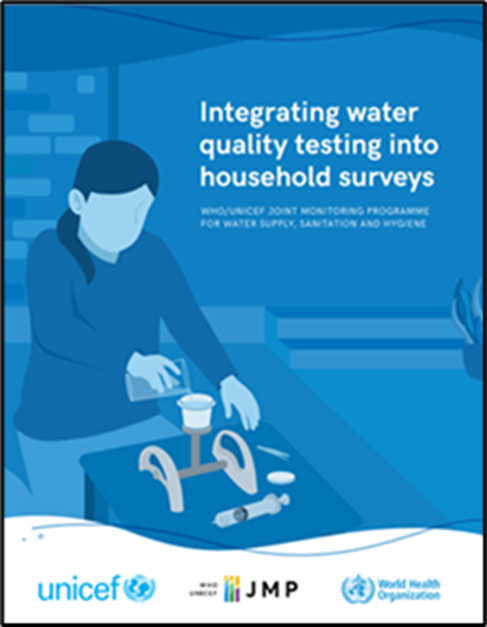 Integrating water
quality testing into
household surveys
WHO/UNICEF JOINT MONITORING PROGRAMME
FOR WATER SUPPLY, SANITATION AND HYGIENE
unicef
WHO
UNICEF
JMP
World Health
Organization